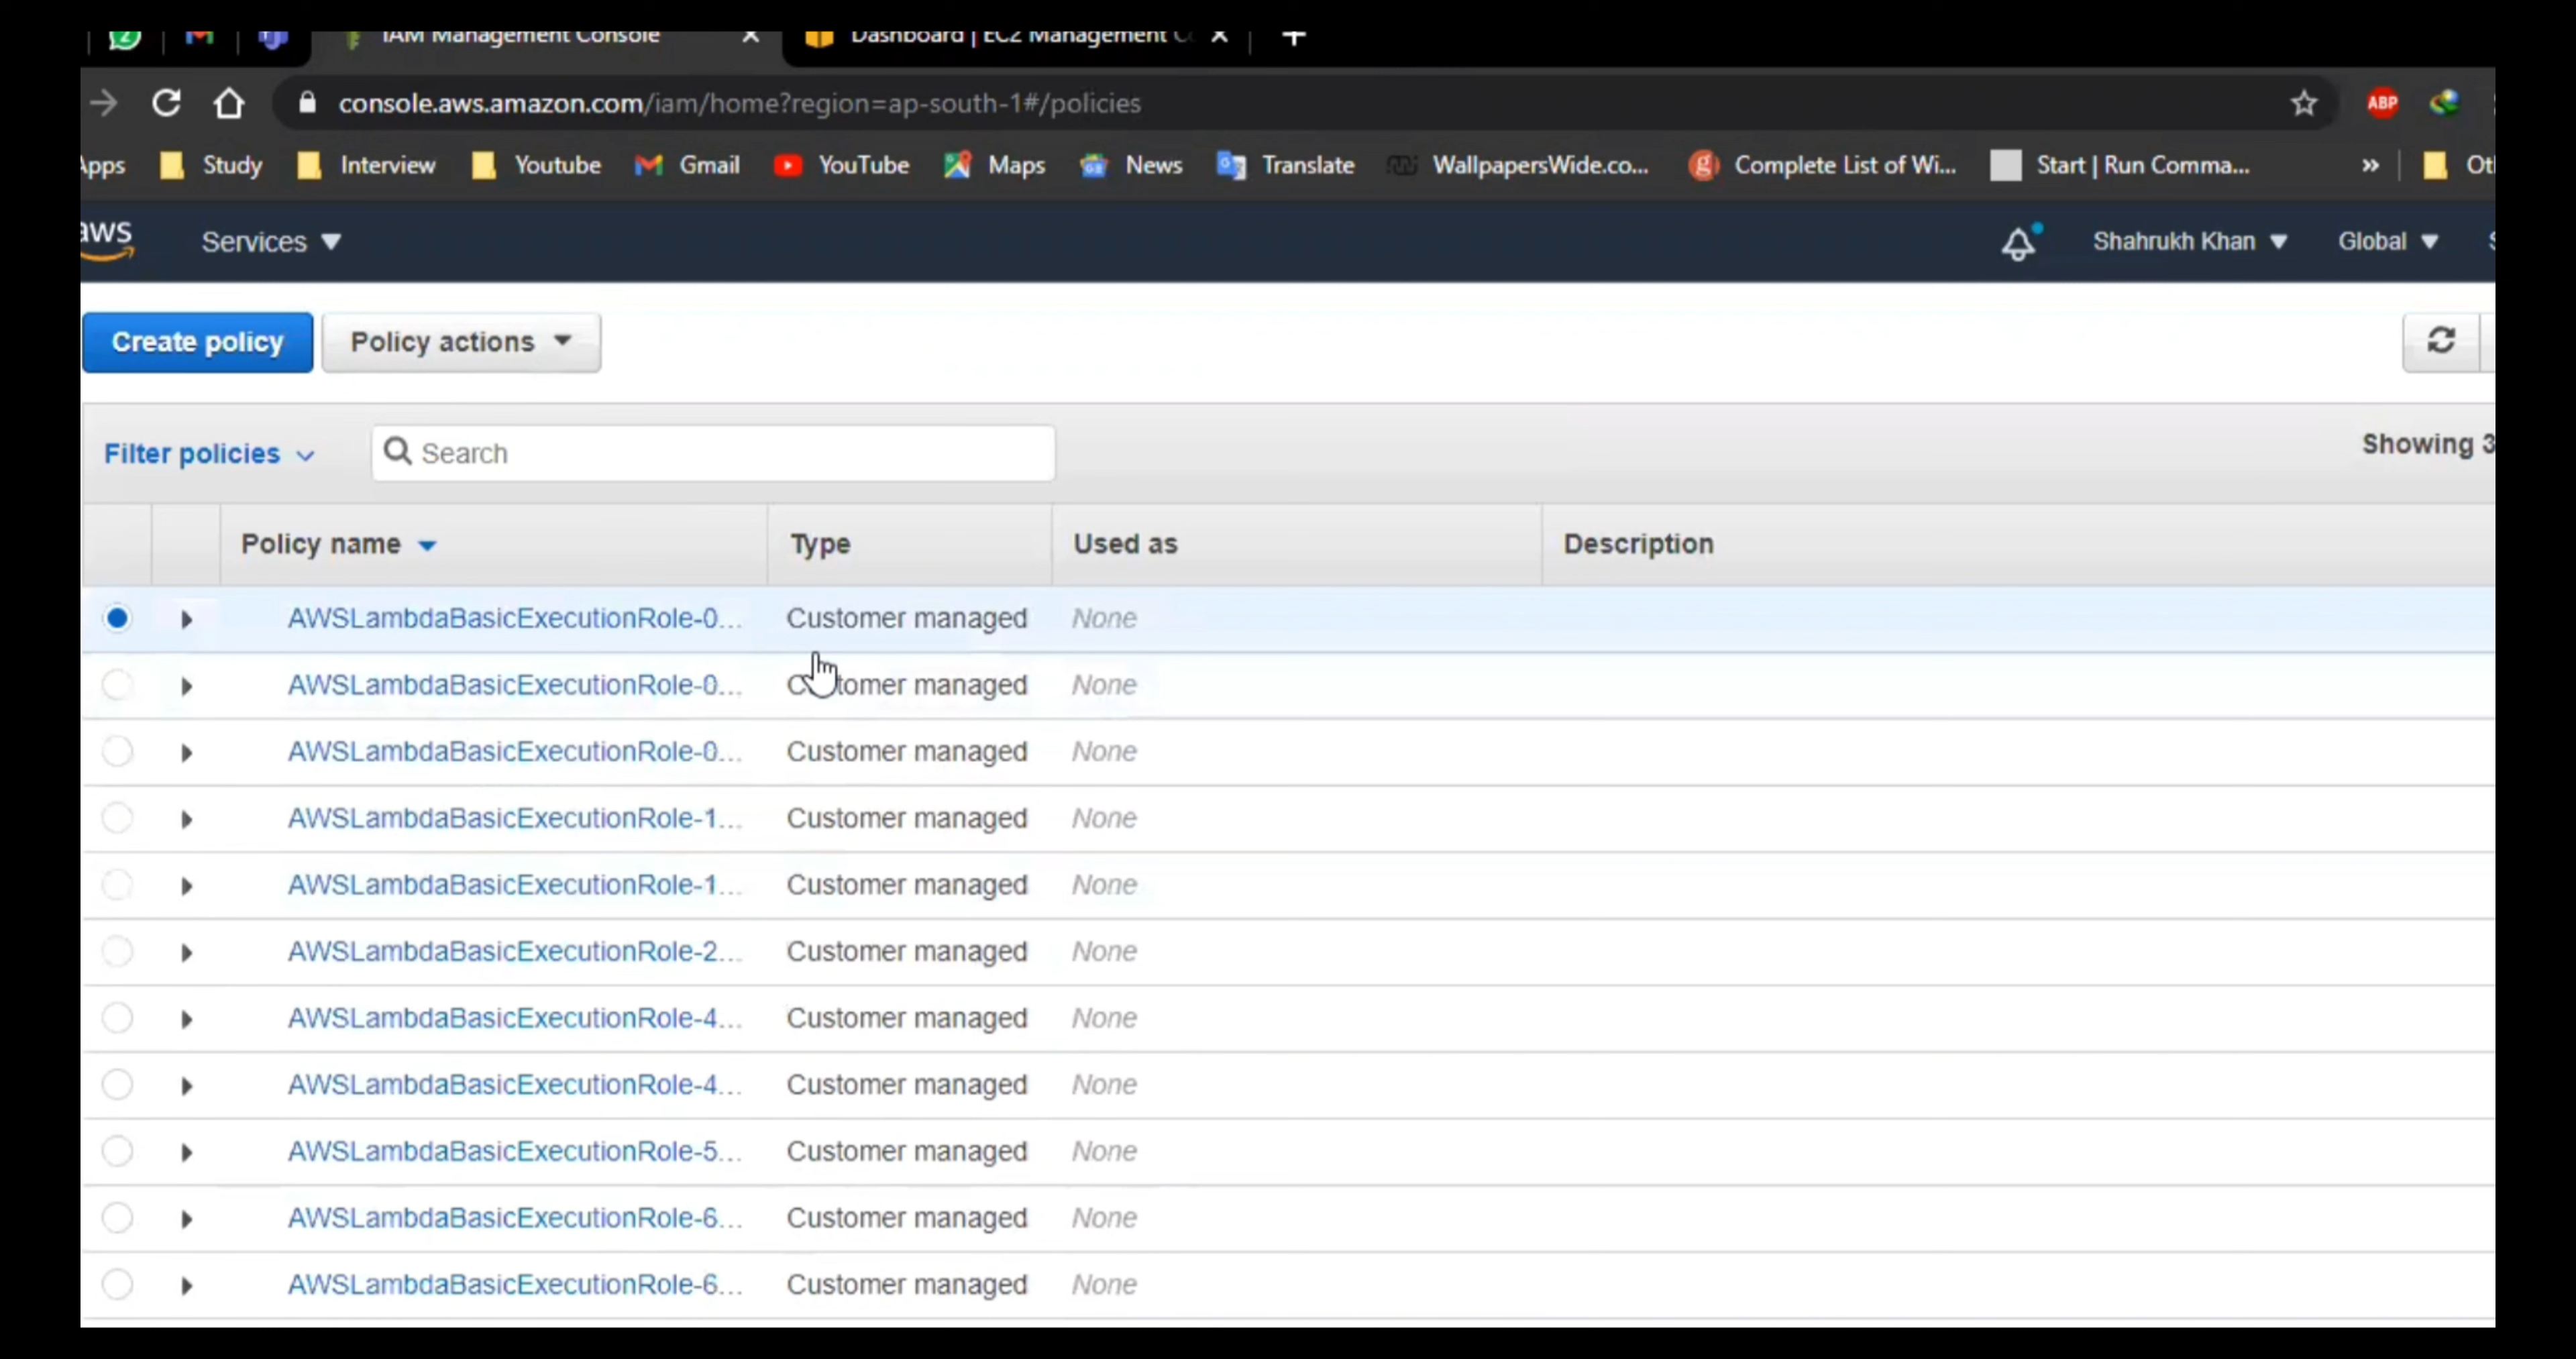 IAM Management Console
Dashboard | EC2 Management
console.aws.amazon.com/iam/home?region=ap-south-1#/policies
ABP
Apps Study Interview Youtube Gmail YouTube Maps News Translate WallpapersWide.co... Complete List of Wi... Start | Run Comma... »
aws Services Shahrukh Khan Global
Create policy Policy actions
Filter policies Search Showing 3
Policy name Type Used as Description
AWSLambdaBasicExecutionRole-0... Customer managed None
AWSLambdaBasicExecutionRole-0... Customer managed None
AWSLambdaBasicExecutionRole-0... Customer managed None
AWSLambdaBasicExecutionRole-1... Customer managed None
AWSLambdaBasicExecutionRole-1... Customer managed None
AWSLambdaBasicExecutionRole-2... Customer managed None
AWSLambdaBasicExecutionRole-4... Customer managed None
AWSLambdaBasicExecutionRole-4... Customer managed None
AWSLambdaBasicExecutionRole-5... Customer managed None
AWSLambdaBasicExecutionRole-6... Customer managed None
AWSLambdaBasicExecutionRole-6... Customer managed None